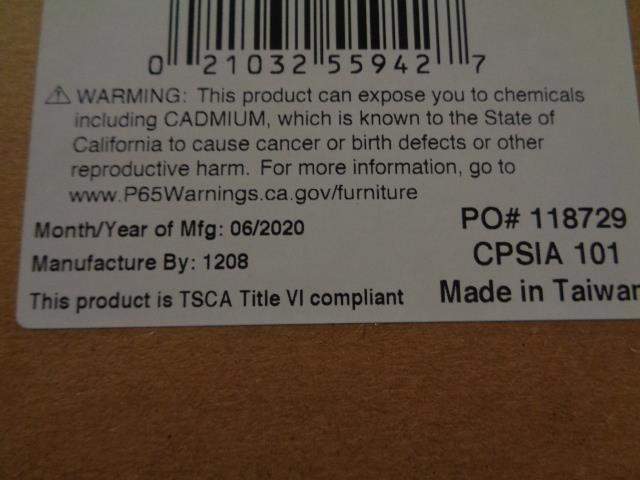 0 21032 55942 7
⚠ WARMING: This product can expose you to chemicals
including CADMIUM, which is known to the State of
California to cause cancer or birth defects or other
reproductive harm. For more information, go to
www.P65Warnings.ca.gov/furniture
Month/Year of Mfg: 06/2020
Manufacture By: 1208
This product is TSCA Title VI compliant
PO# 118729
CPSIA 101
Made in Taiwan